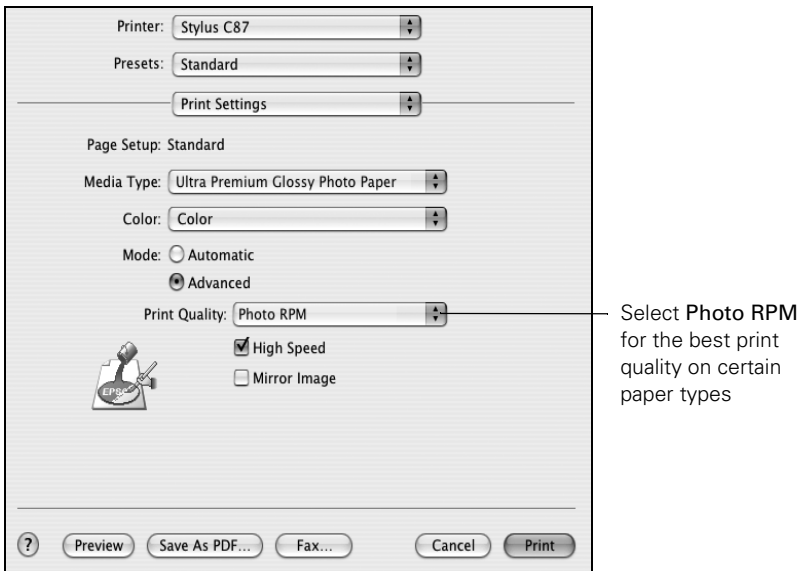 Printer: Stylus C87
Presets: Standard
Print Settings
Page Setup: Standard
Media Type: Ultra Premium Glossy Photo Paper
Color: Color
Mode: Automatic
Advanced
Print Quality: Photo RPM
High Speed
Mirror Image
EPSO
? Preview Save As PDF... Fax... Cancel Print
Select Photo RPM
for the best print
quality on certain
paper types